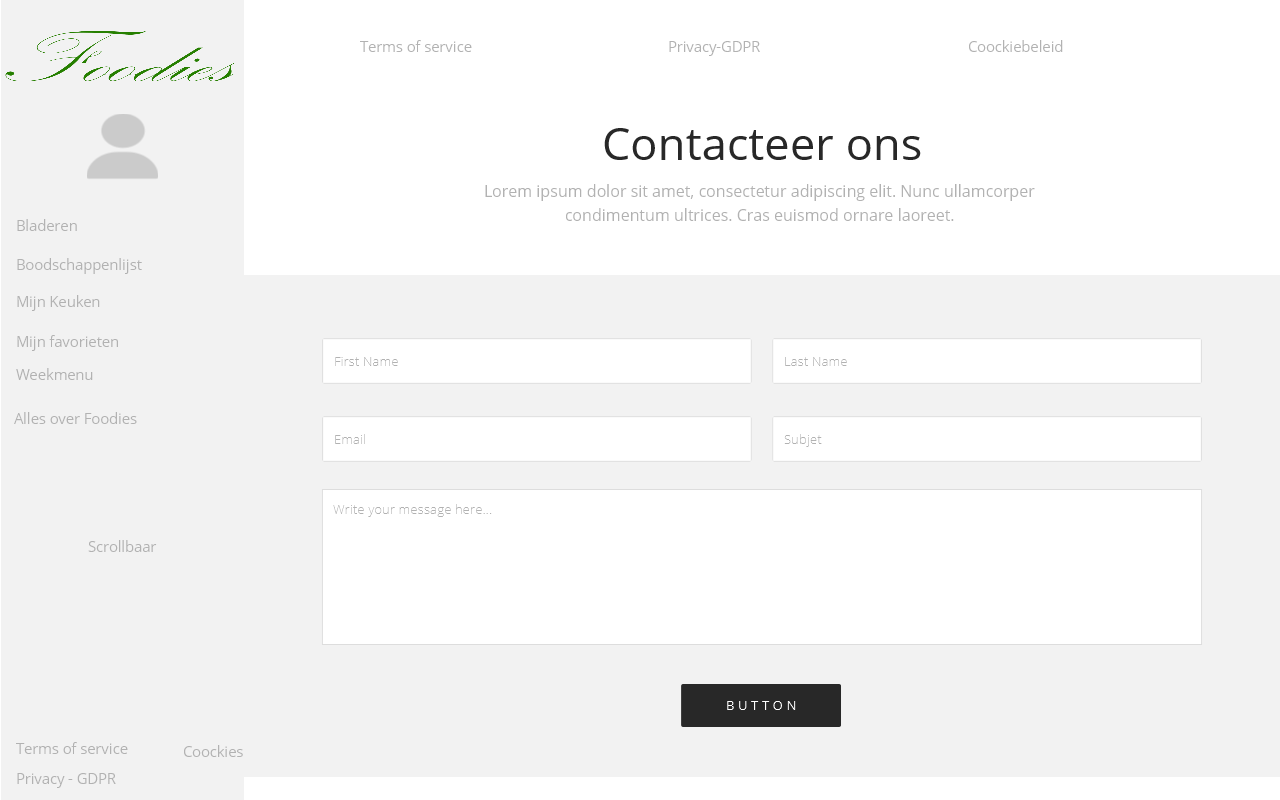 Foodies
Bladeren
Boodschappenlijst
Mijn Keuken
Mijn favorieten
Weekmenu
Alles over Foodies
Scrollbaar
Terms of service
Coockies
Privacy - GDPR
Terms of service
Privacy-GDPR
Coockiebeleid
Contacteer ons
Lorem ipsum dolor sit amet, consectetur adipiscing elit. Nunc ullamcorper
condimentum ultrices. Cras euismod ornare laoreet.
First Name
Last Name
Email
Subjet
Write your message here...
BUTTON